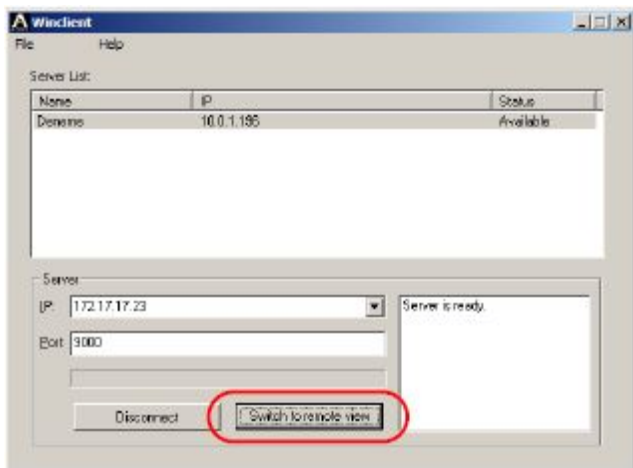 Winclient
File Help
Server List:
Name IP Status
Dename 10.0.1.195 Available
Server
IP: 172.17.17.23
Server is ready.
Port 9000
Disconnect Switch to remote view